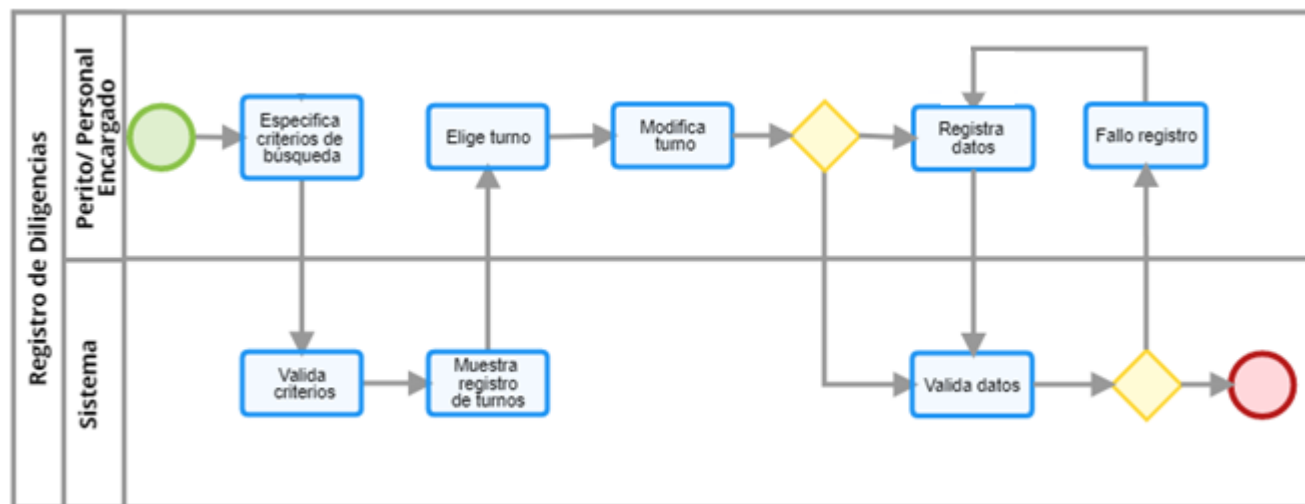 Registro de Diligencias
Perito/ Personal
Encargado
Especifica
criterios de
búsqueda
Elige turno
Modifica
turno
Registra
datos
Fallo registro
Sistema
Valida
criterios
Muestra
registro
de turnos
Valida datos